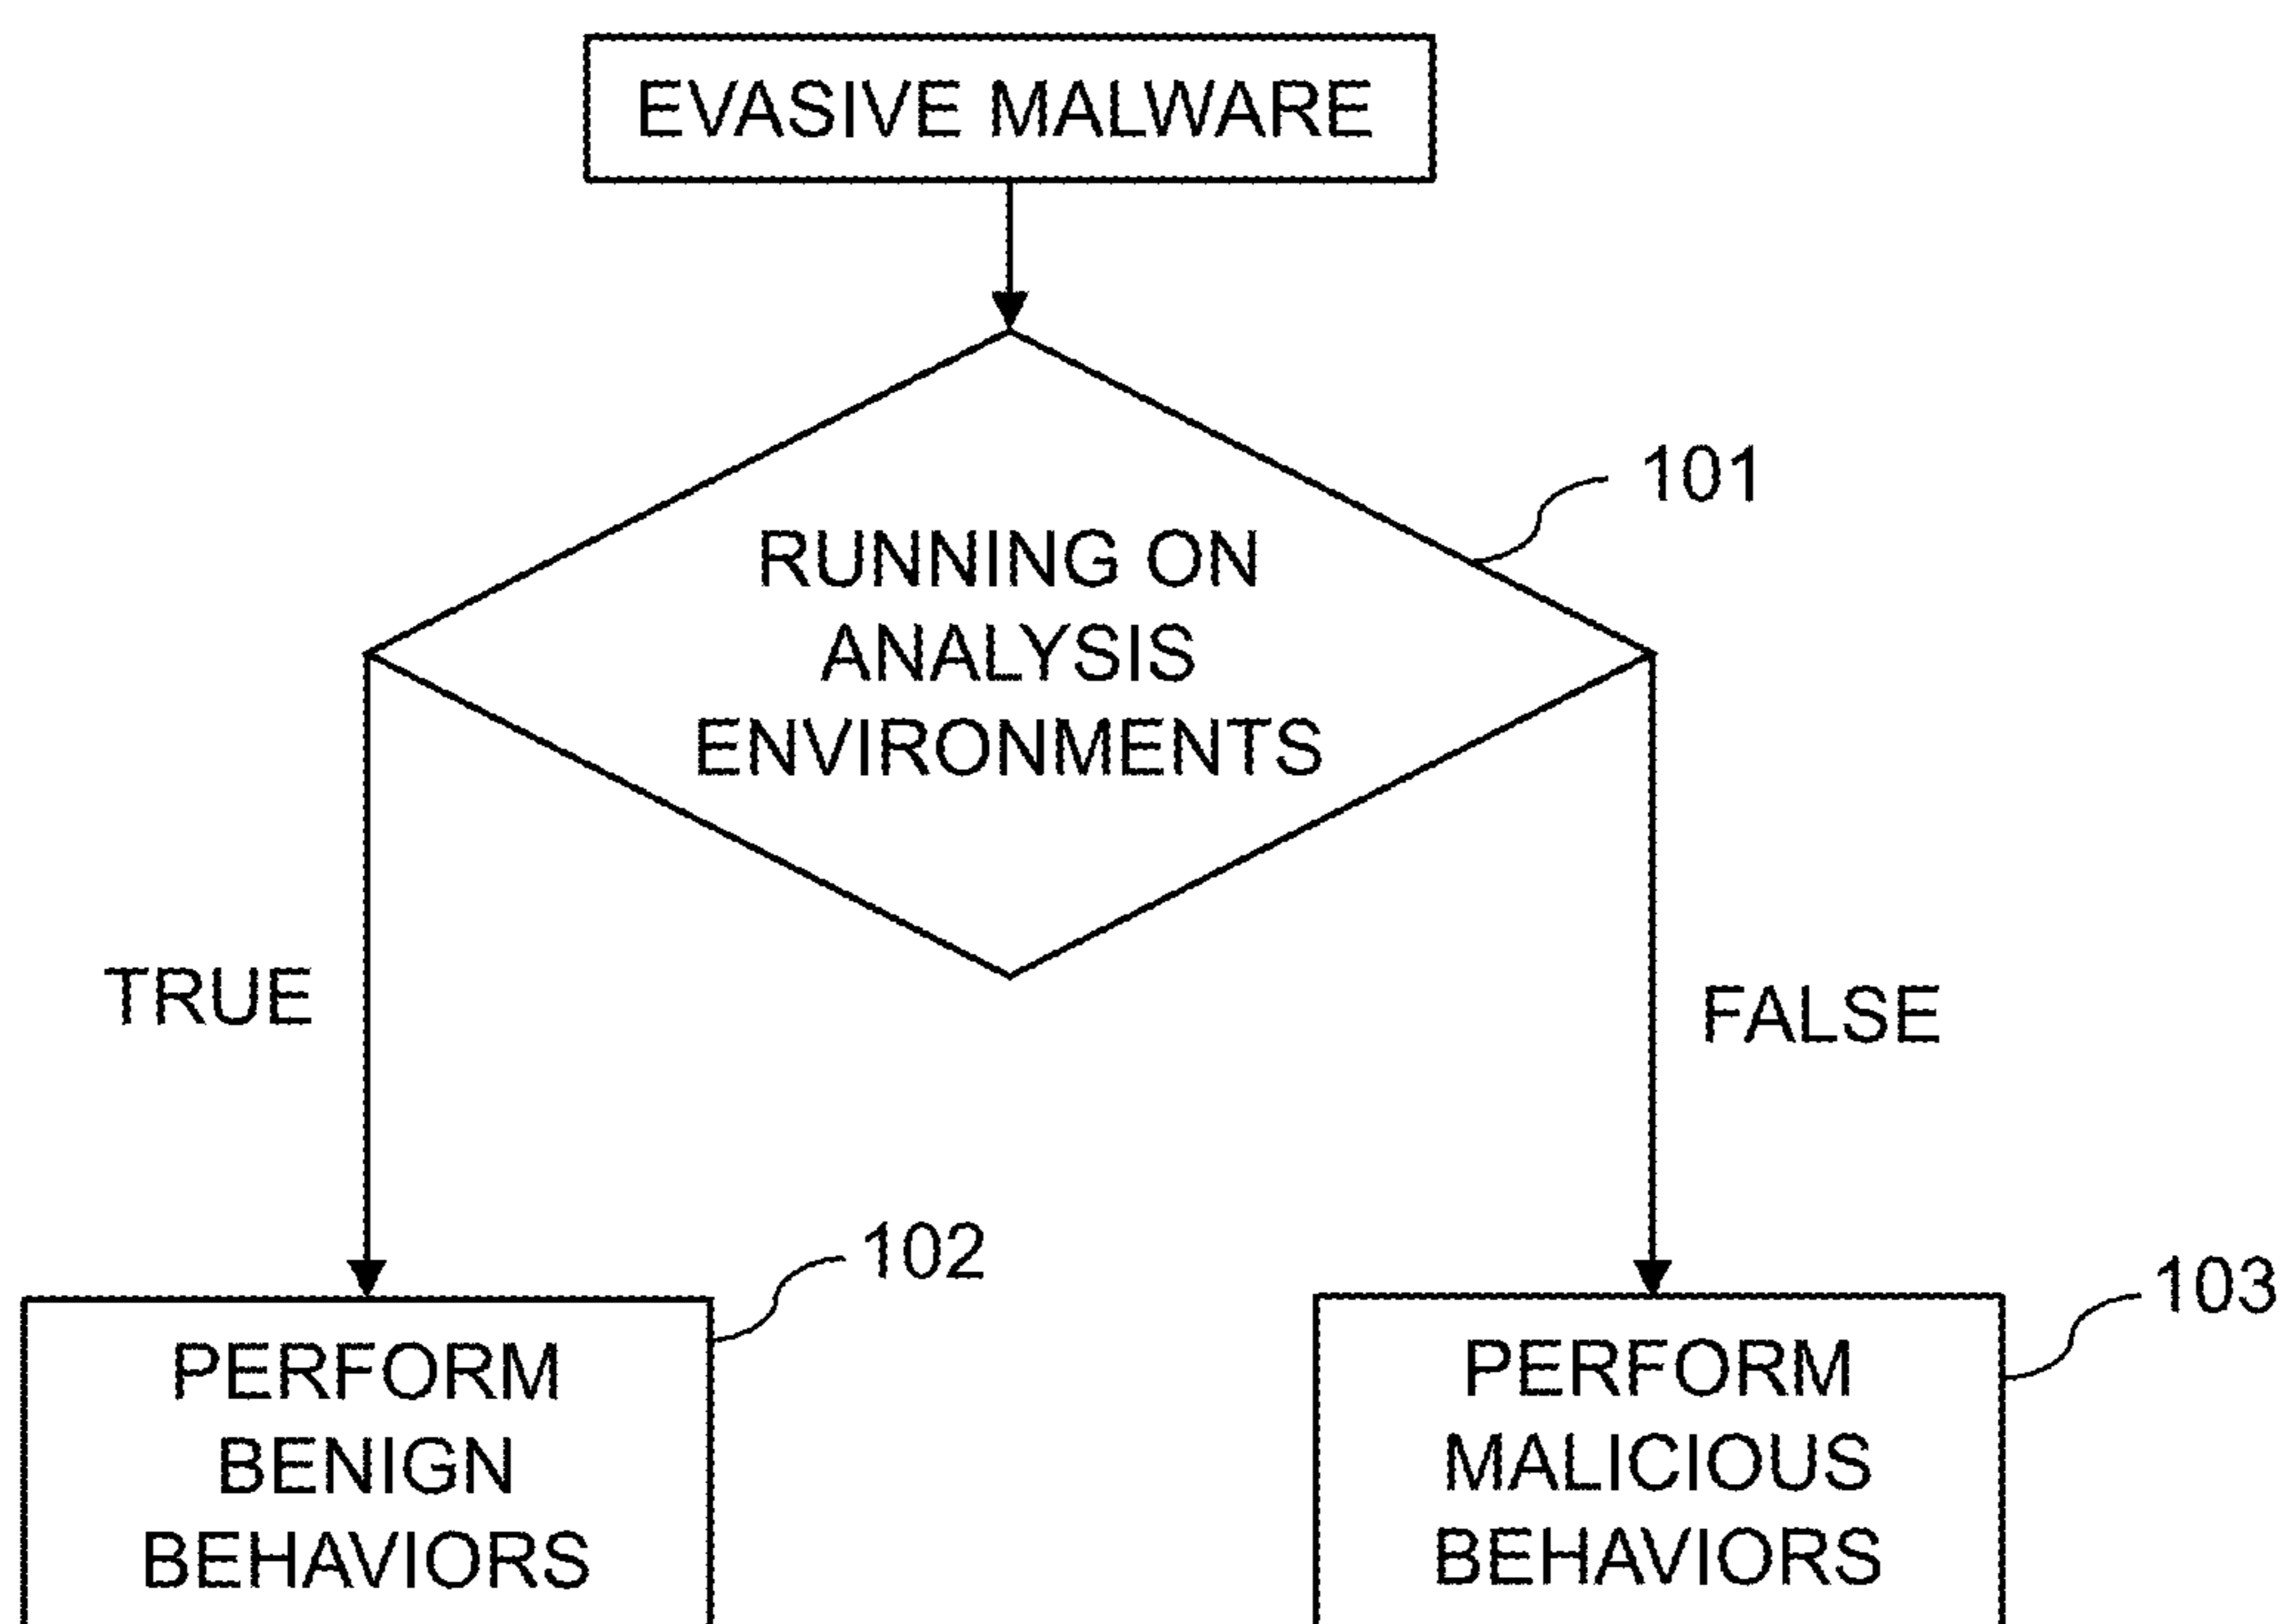 EVASIVE MALWARE
101
RUNNING ON
ANALYSIS
ENVIRONMENTS
TRUE
FALSE
102
103
PERFORM
BENIGN
BEHAVIORS
PERFORM
MALICIOUS
BEHAVIORS